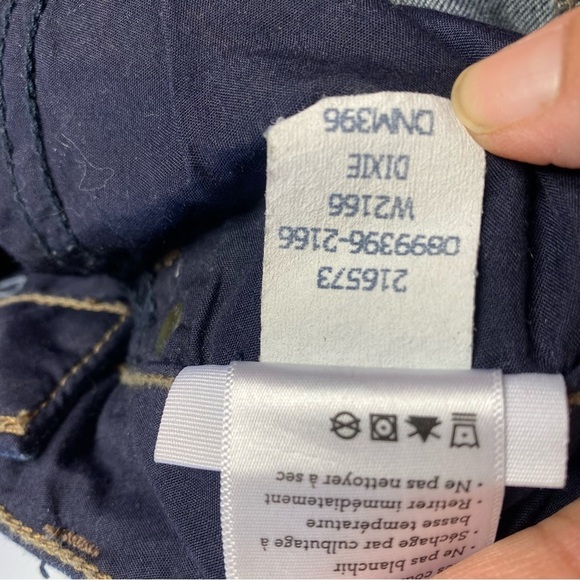 • Ne pas blanchir
• Séchage par culbutage à
basse température
• Retirer immédiatement
• Ne pas nettoyer à sec
216573
0899396-2166
W2166
DIXIE
DNM396